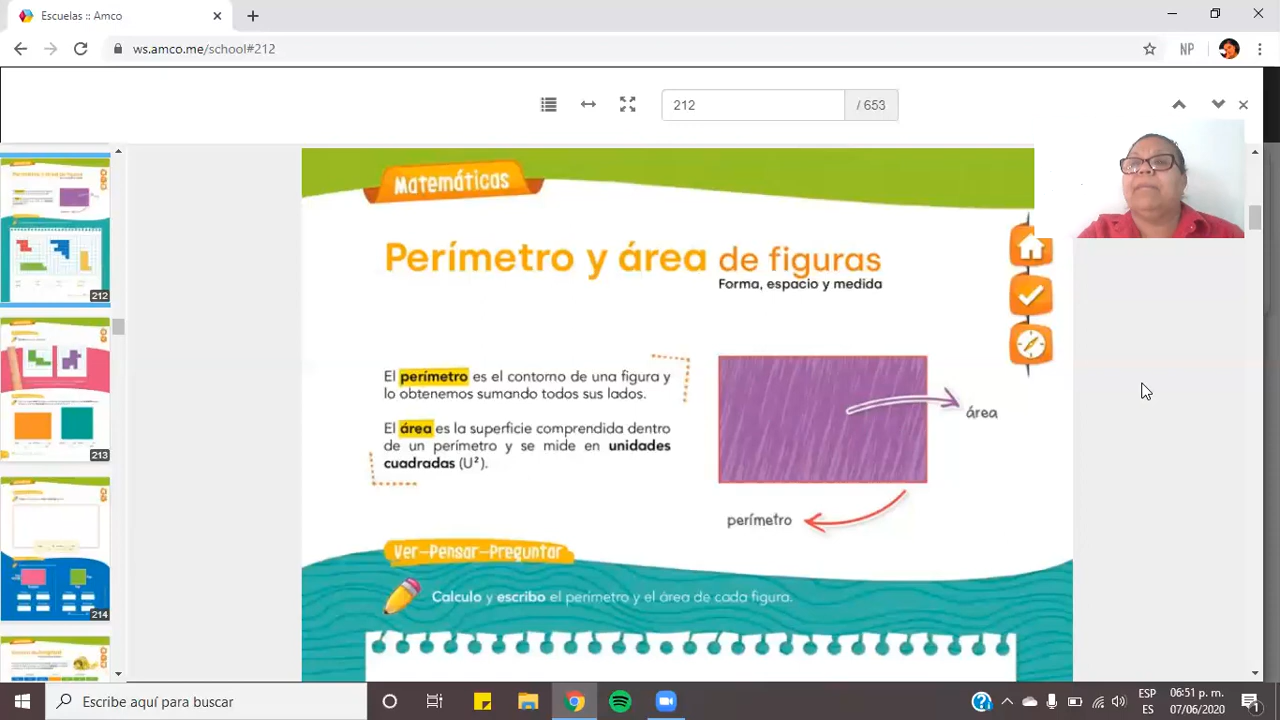 Escuelas :: Amco
ws.amco.me/school#212
NP
212 / 653
Matemáticas
Perímetro y área de figuras
Forma, espacio y medida
El perímetro es el contorno de una figura y
lo obtenemos sumando todos sus lados.
El área es la superficie comprendida dentro
de un perímetro y se mide en unidades
cuadradas (U²).
área
perímetro
Ver-Pensar-Preguntar
Calculo y escribo el perímetro y el área de cada figura.
212
213
214
Escribe aquí para buscar
ESP
ES
06:51 p. m.
07/06/2020
1